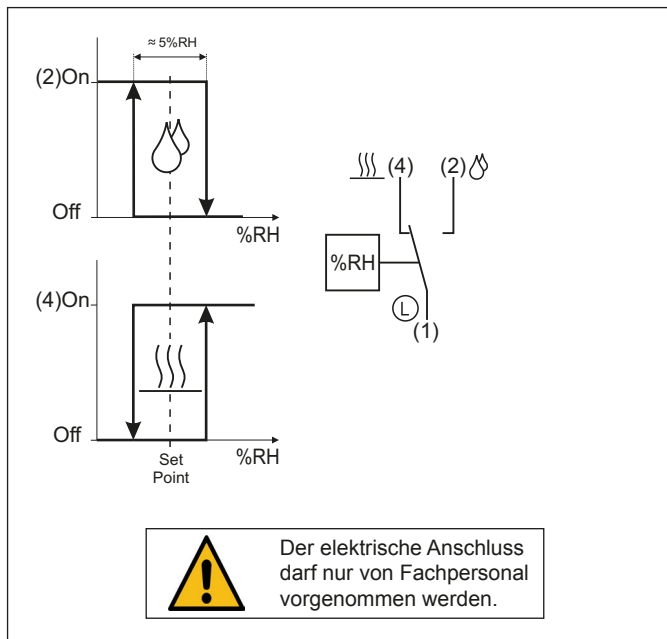 ≈ 5%RH
(2)On
Off
%RH
(4) (2)
%RH
L
(1)
(4)On
Off
%RH
Set
Point
Der elektrische Anschluss
darf nur von Fachpersonal
vorgenommen werden.